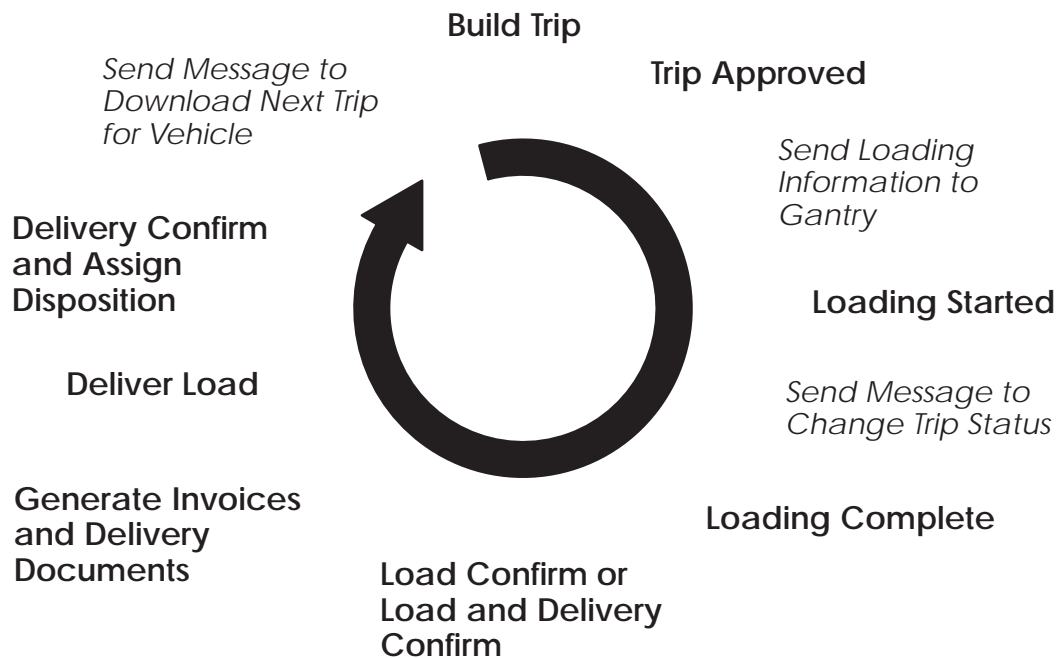 Build Trip
Trip Approved
Send Loading
Information to
Gantry
Loading Started
Send Message to
Change Trip Status
Loading Complete
Load Confirm or
Load and Delivery
Confirm
Generate Invoices
and Delivery
Documents
Deliver Load
Delivery Confirm
and Assign
Disposition
Send Message to
Download Next Trip
for Vehicle